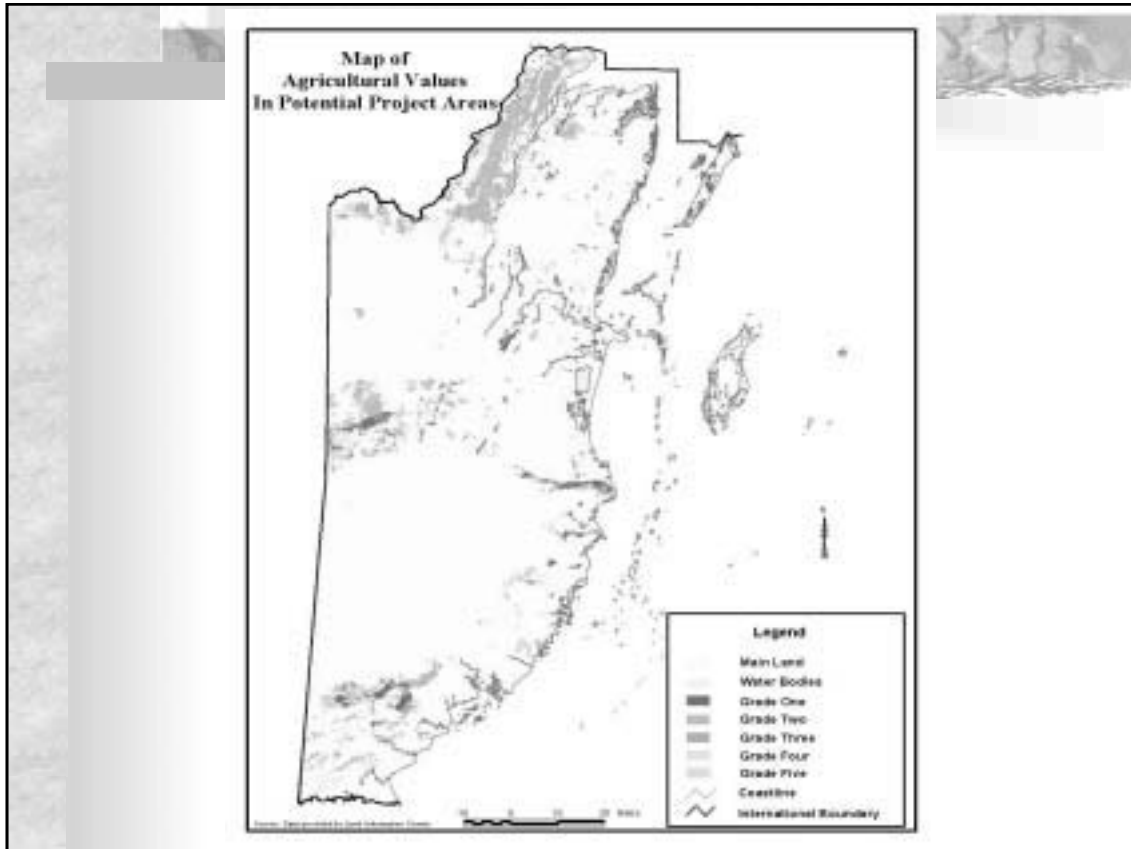 Map of
Agricultural Values
In Potential Project Areas
Legend
Main Land
Water Bodies
Grade One
Grade Two
Grade Three
Grade Four
Grade Five
Coastline
International Boundary